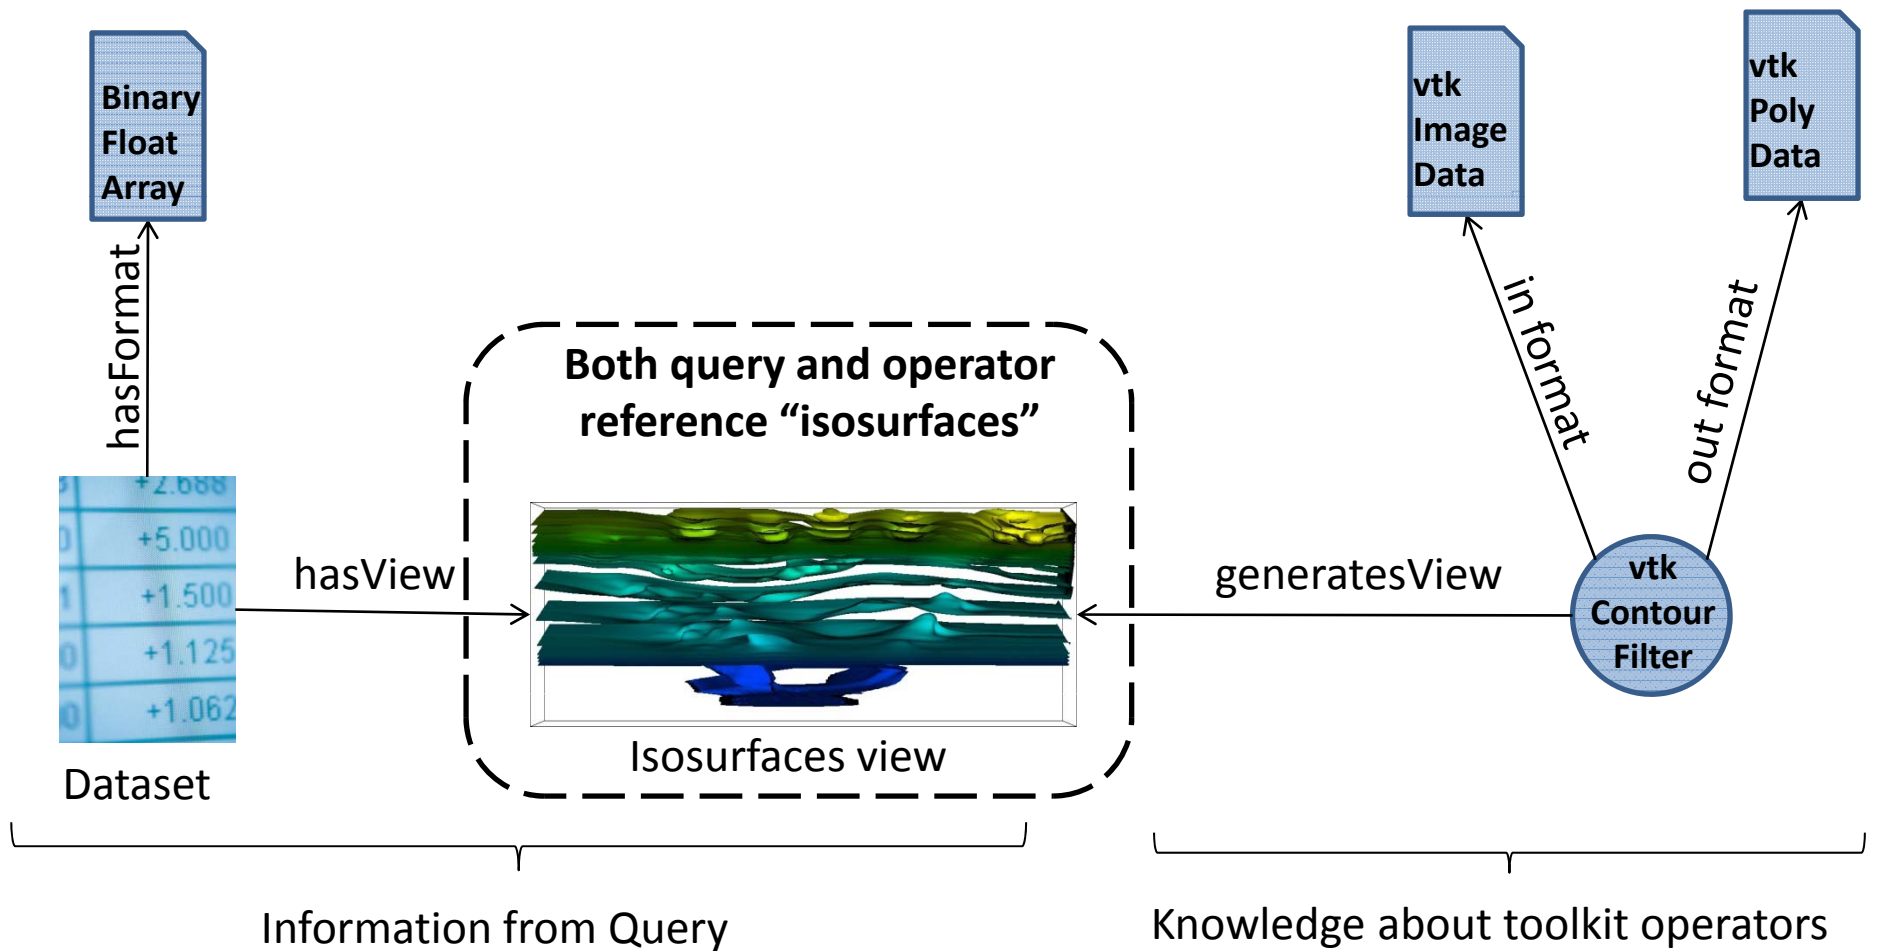 Binary
Float
Array
vtk
Image
Data
vtk
Poly
Data
hasFormat
in format
out format
Both query and operator
reference “isosurfaces”
+2.688
+5.000
+1.500
+1.125
+1.062
hasView
generatesView
vtk
Contour
Filter
Isosurfaces view
Dataset
Information from Query
Knowledge about toolkit operators